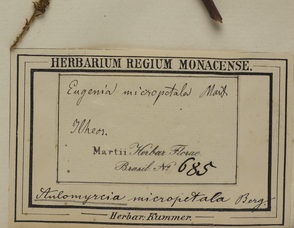 HERBARIUM REGIUM MONACENSE.
Eugenia micropetala Mart.
Ilheos.
Martii Herbar. Florae
Brasil No 685
Aulomyrcia micropetala Berg.
Herbar. Kummer.